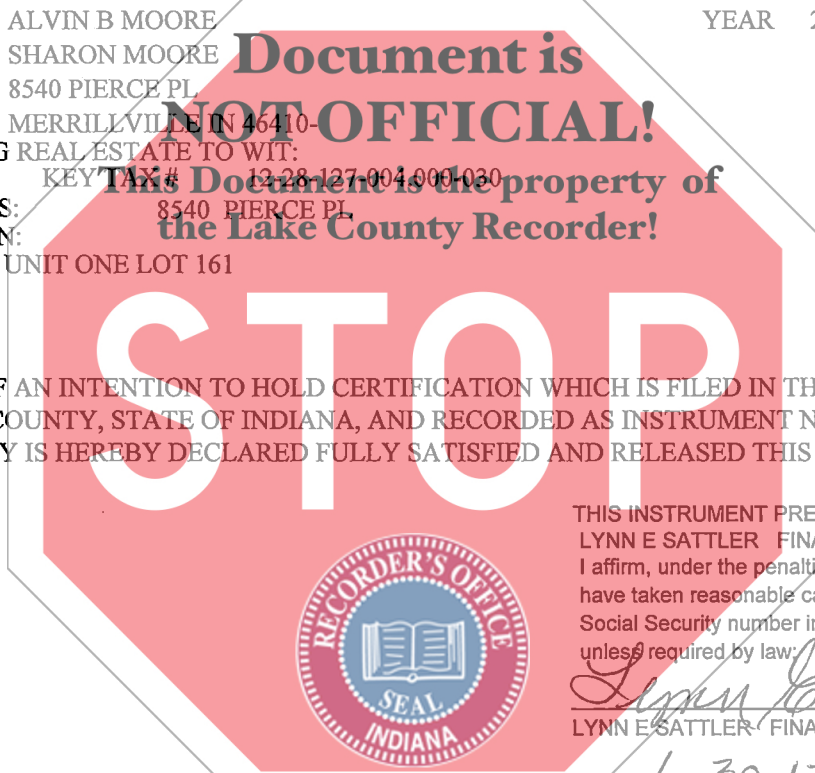 ALVIN B MOORE YEAR 2
SHARON MOORE
8540 PIERCE PL
MERRILLVILLE IN 46410-
G REAL ESTATE TO WIT:
KEY TAX # 12-28-127-004.000-030
S: 8540 PIERCE PL
N:
UNIT ONE LOT 161
Document is
NOT OFFICIAL!
This Document is the property of
the Lake County Recorder!
STOP
F AN INTENTION TO HOLD CERTIFICATION WHICH IS FILED IN TH
COUNTY, STATE OF INDIANA, AND RECORDED AS INSTRUMENT N
Y IS HEREBY DECLARED FULLY SATISFIED AND RELEASED THIS
THIS INSTRUMENT PRE
LYNN E SATTLER FINA
I affirm, under the penalti
have taken reasonable ca
Social Security number in
unless required by law:
Lynn E
LYNN E SATTLER FINA
RECORDER'S OFFICE
SEAL
INDIANA